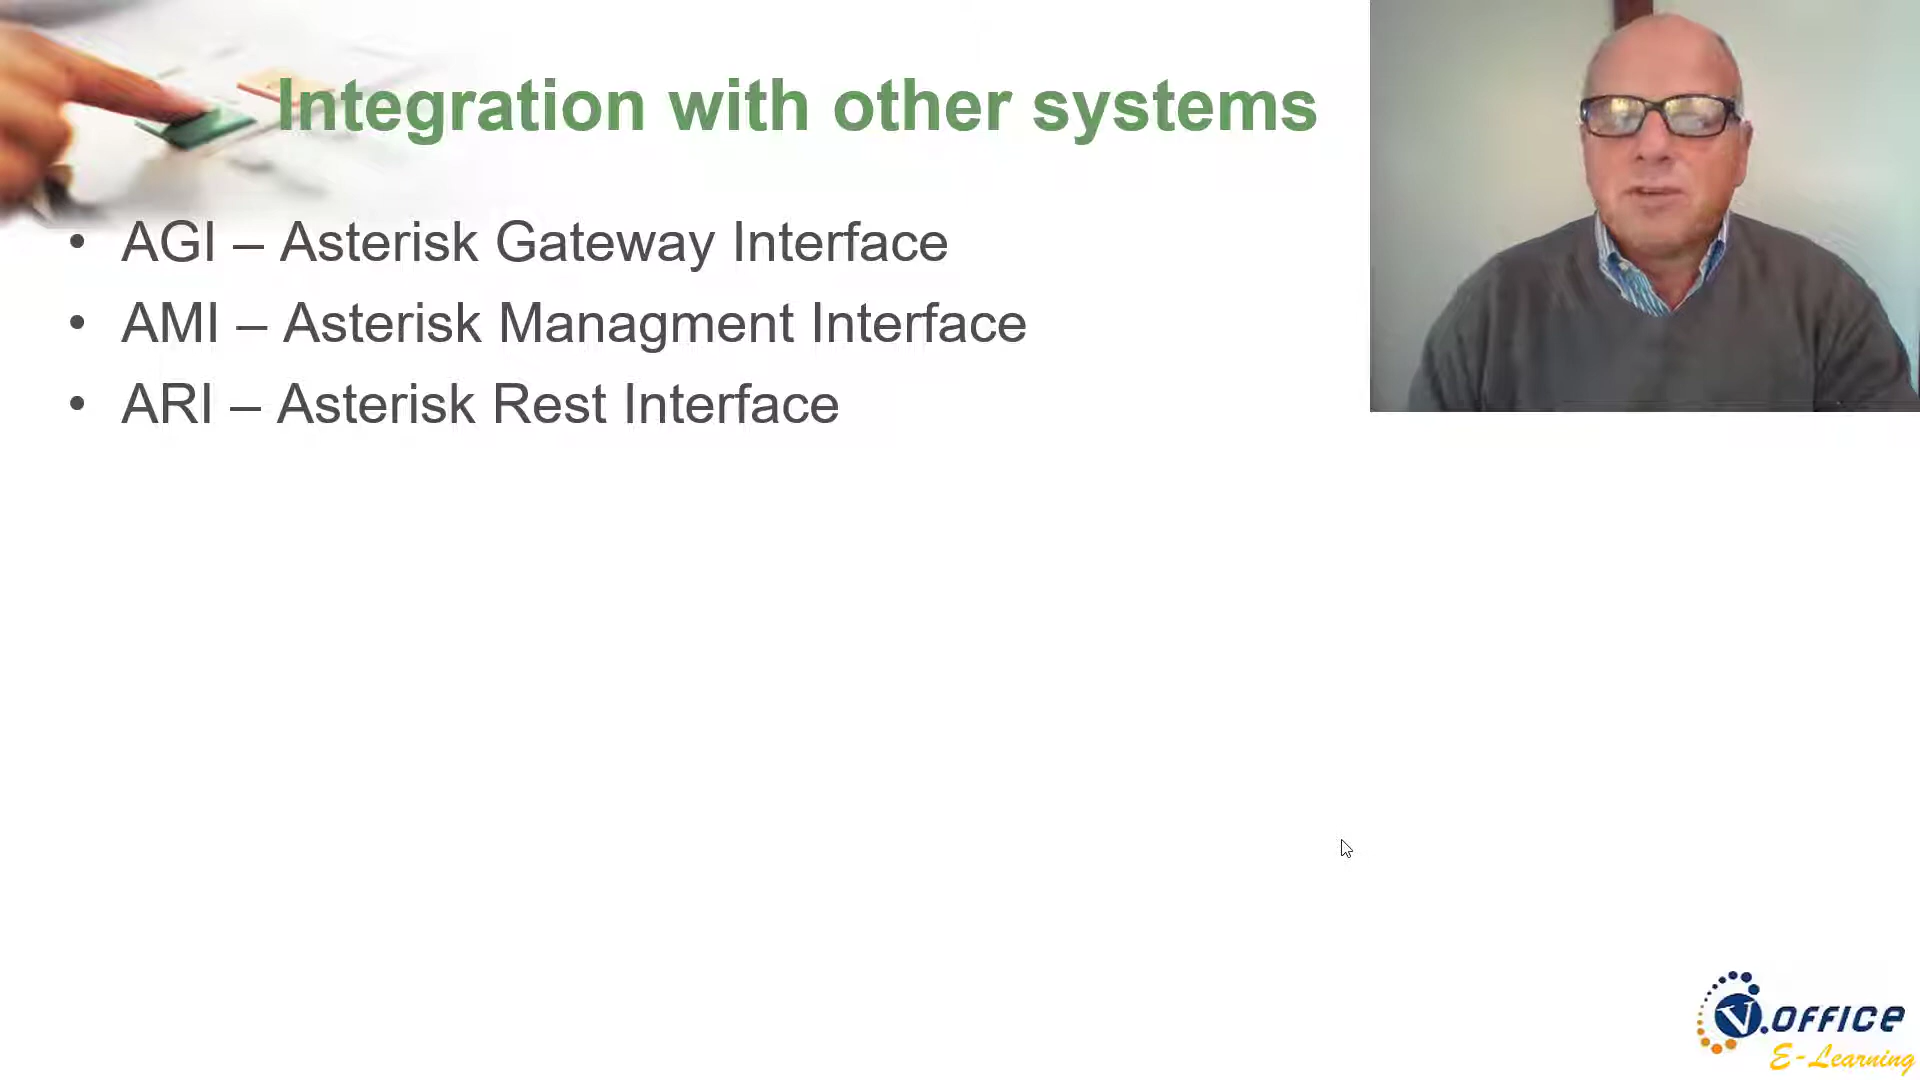 Integration with other systems
• AGI – Asterisk Gateway Interface
• AMI – Asterisk Managment Interface
• ARI – Asterisk Rest Interface
V.OFFICE
E-Learning